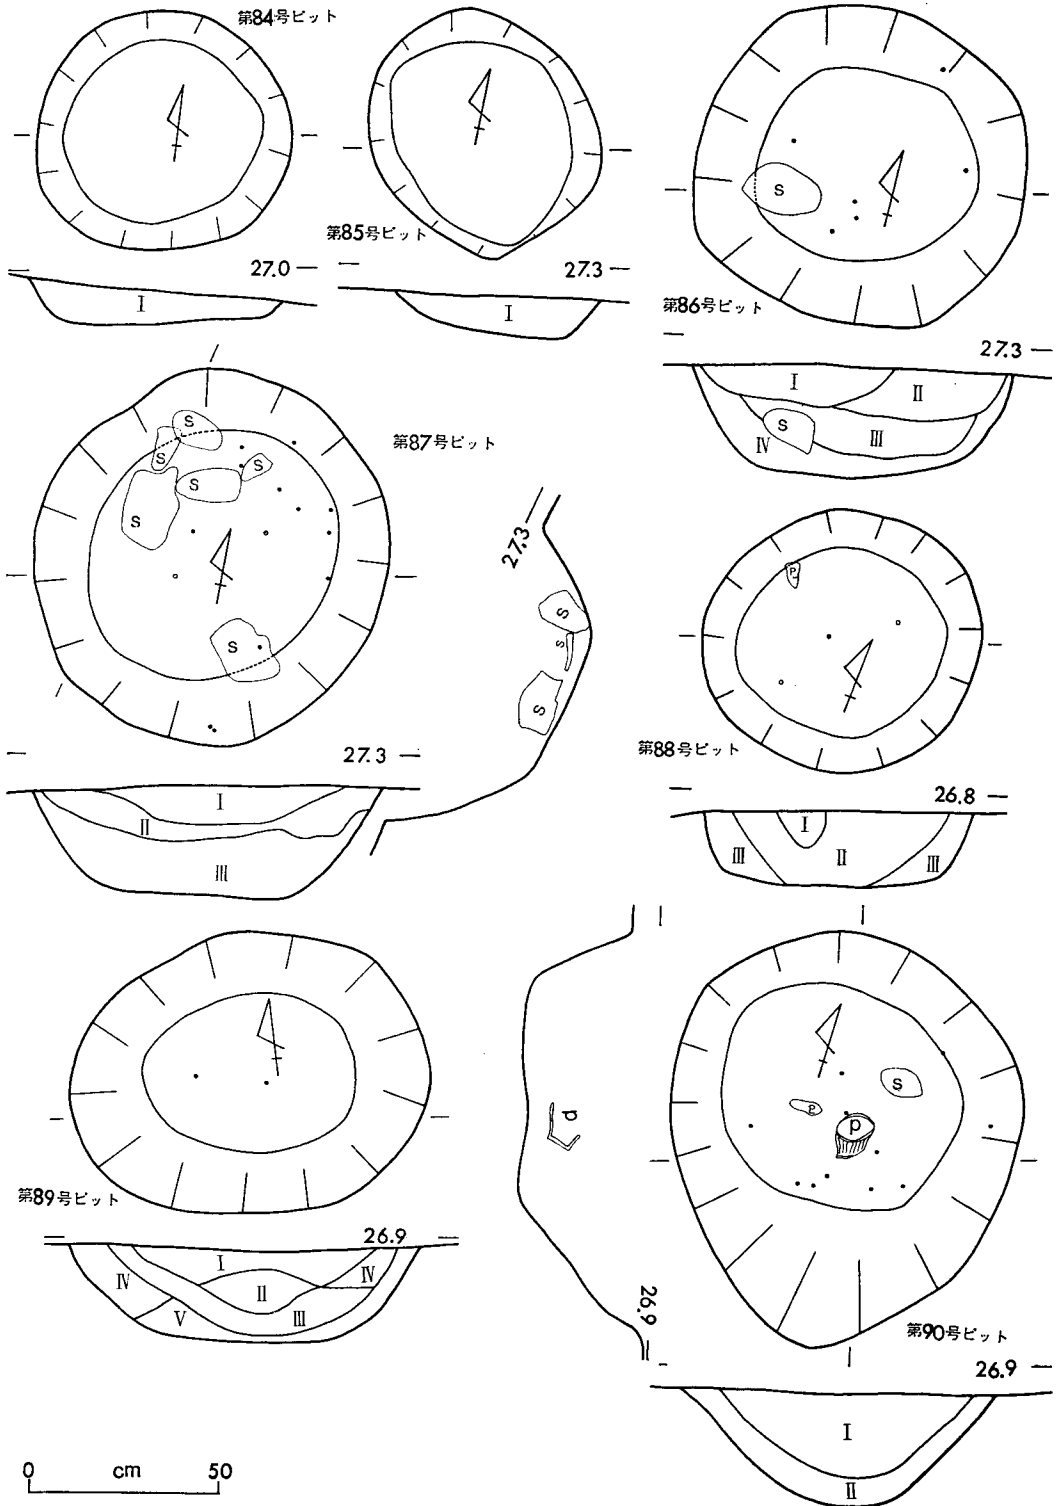 第84号ピット
27.0
I
第85号ピット
27.3
I
S
第86号ピット
27.3
I
II
S
III
IV
第87号ピット
S
S
S
S
S
S
27.3
I
II
III
27.3
S
S
S
P
第88号ピット
26.8
I
II
III
III
第89号ピット
26.9
I
II
III
IV
IV
V
P
26.9
S
P
P
第90号ピット
26.9
I
II
0 cm 50